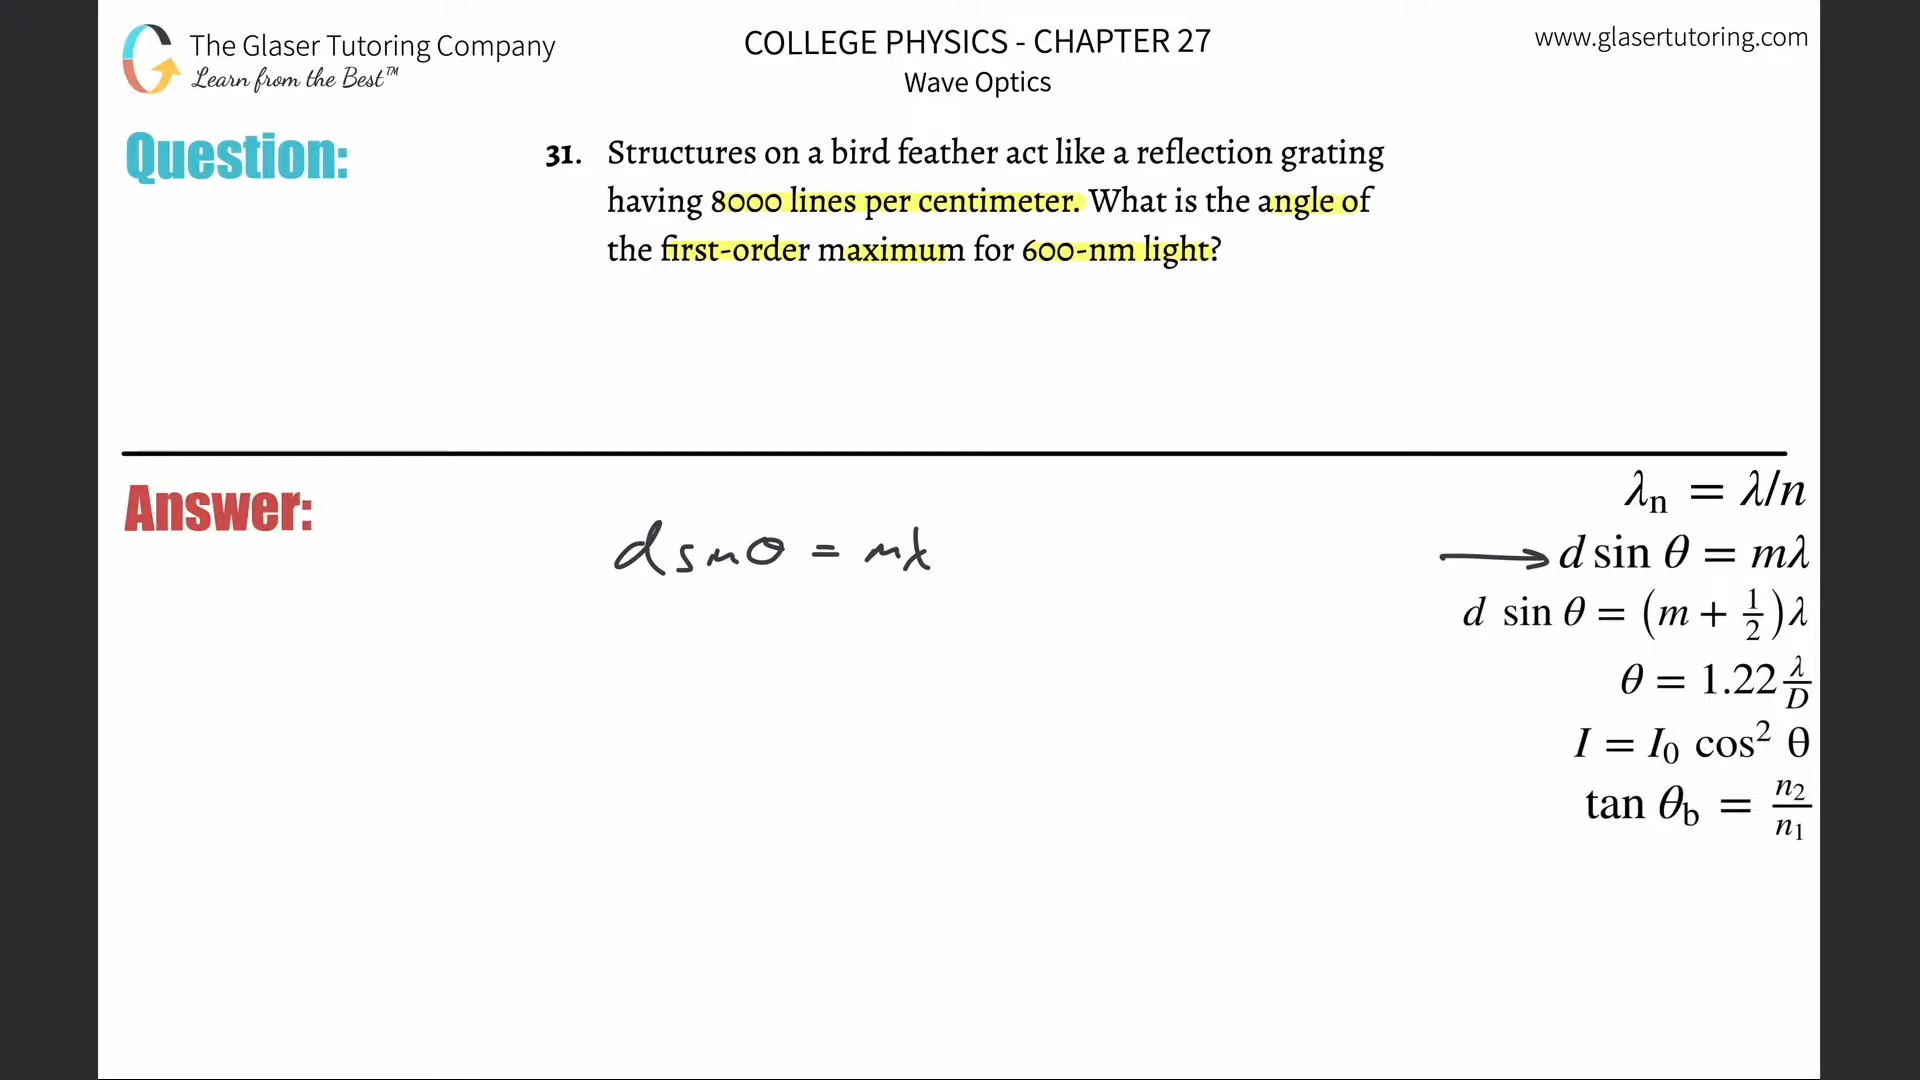 The Glaser Tutoring Company
Learn from the Best™
COLLEGE PHYSICS - CHAPTER 27
Wave Optics
www.glasertutoring.com
Question:
31. Structures on a bird feather act like a reflection grating
having 8000 lines per centimeter. What is the angle of
the first-order maximum for 600-nm light?
Answer:
d sin θ = mλ
λn = λ/n
d sin θ = mλ
d sin θ = (m + 1/2)λ
θ = 1.22 λ/D
I = I0 cos² θ
tan θb = n2/n1